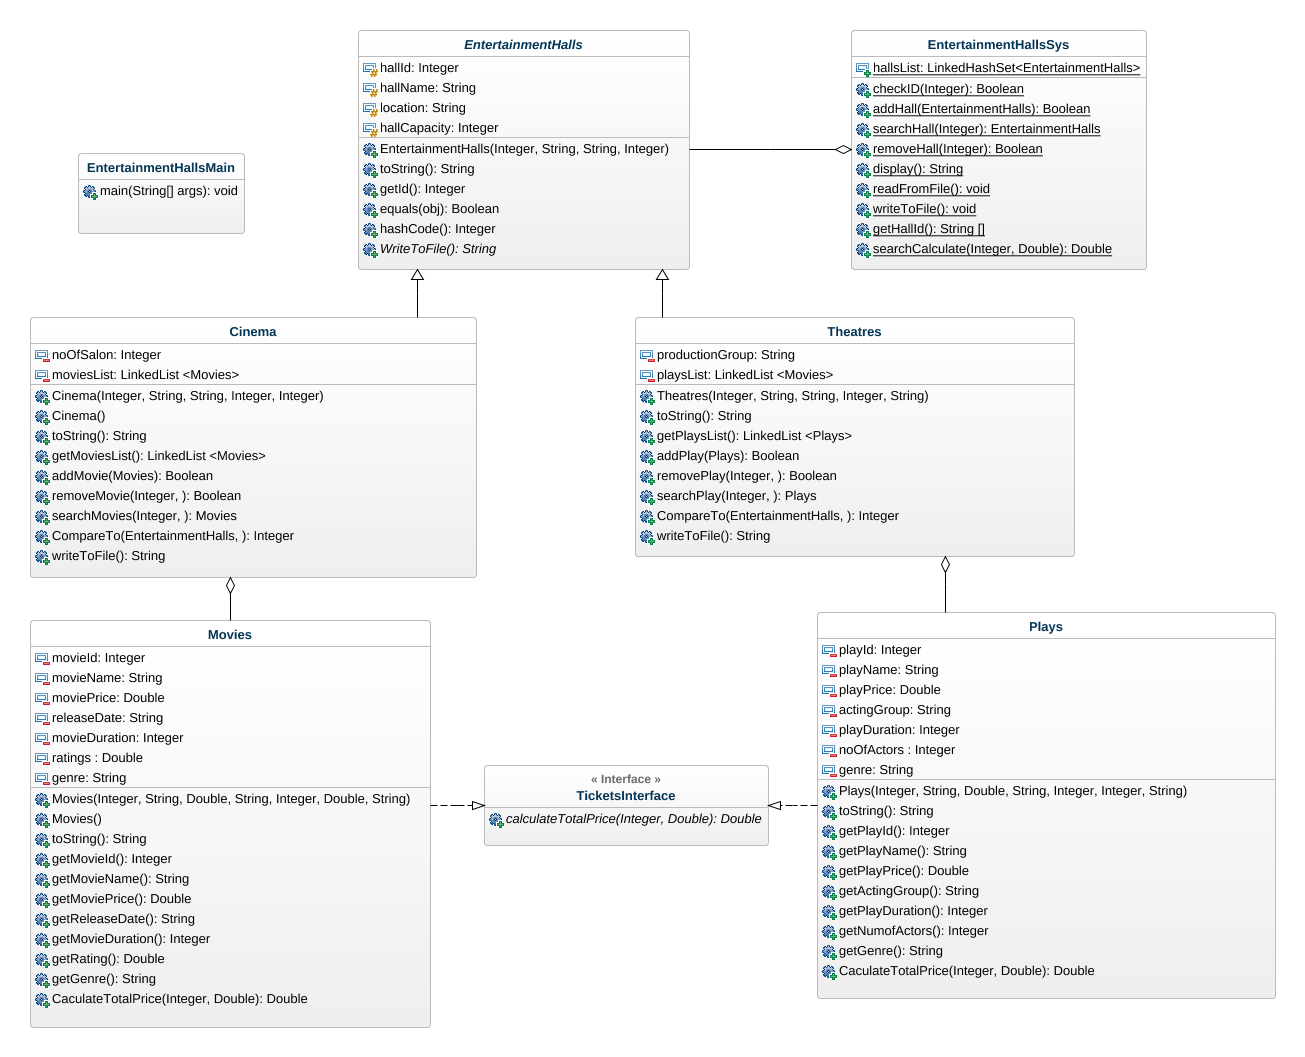 EntertainmentHalls
hallId: Integer
hallName: String
location: String
hallCapacity: Integer
EntertainmentHalls(Integer, String, String, Integer)
toString(): String
getId(): Integer
equals(obj): Boolean
hashCode(): Integer
WriteToFile(): String
EntertainmentHallsSys
hallsList: LinkedHashSet<EntertainmentHalls>
checkID(Integer): Boolean
addHall(EntertainmentHalls): Boolean
searchHall(Integer): EntertainmentHalls
removeHall(Integer): Boolean
display(): String
readFromFile(): void
writeToFile(): void
getHallId(): String []
searchCalculate(Integer, Double): Double
EntertainmentHallsMain
main(String[] args): void
Cinema
noOfSalon: Integer
moviesList: LinkedList <Movies>
Cinema(Integer, String, String, Integer, Integer)
Cinema()
toString(): String
getMoviesList(): LinkedList <Movies>
addMovie(Movies): Boolean
removeMovie(Integer, ): Boolean
searchMovies(Integer, ): Movies
CompareTo(EntertainmentHalls, ): Integer
writeToFile(): String
Theatres
productionGroup: String
playsList: LinkedList <Movies>
Theatres(Integer, String, String, Integer, String)
toString(): String
getPlaysList(): LinkedList <Plays>
addPlay(Plays): Boolean
removePlay(Integer, ): Boolean
searchPlay(Integer, ): Plays
CompareTo(EntertainmentHalls, ): Integer
writeToFile(): String
Movies
movieId: Integer
movieName: String
moviePrice: Double
releaseDate: String
movieDuration: Integer
ratings : Double
genre: String
Movies(Integer, String, Double, String, Integer, Double, String)
Movies()
toString(): String
getMovieId(): Integer
getMovieName(): String
getMoviePrice(): Double
getReleaseDate(): String
getMovieDuration(): Integer
getRating(): Double
getGenre(): String
CaculateTotalPrice(Integer, Double): Double
« Interface »
TicketsInterface
calculateTotalPrice(Integer, Double): Double
Plays
playId: Integer
playName: String
playPrice: Double
actingGroup: String
playDuration: Integer
noOfActors : Integer
genre: String
Plays(Integer, String, Double, String, Integer, Integer, String)
toString(): String
getPlayId(): Integer
getPlayName(): String
getPlayPrice(): Double
getActingGroup(): String
getPlayDuration(): Integer
getNumofActors(): Integer
getGenre(): String
CaculateTotalPrice(Integer, Double): Double